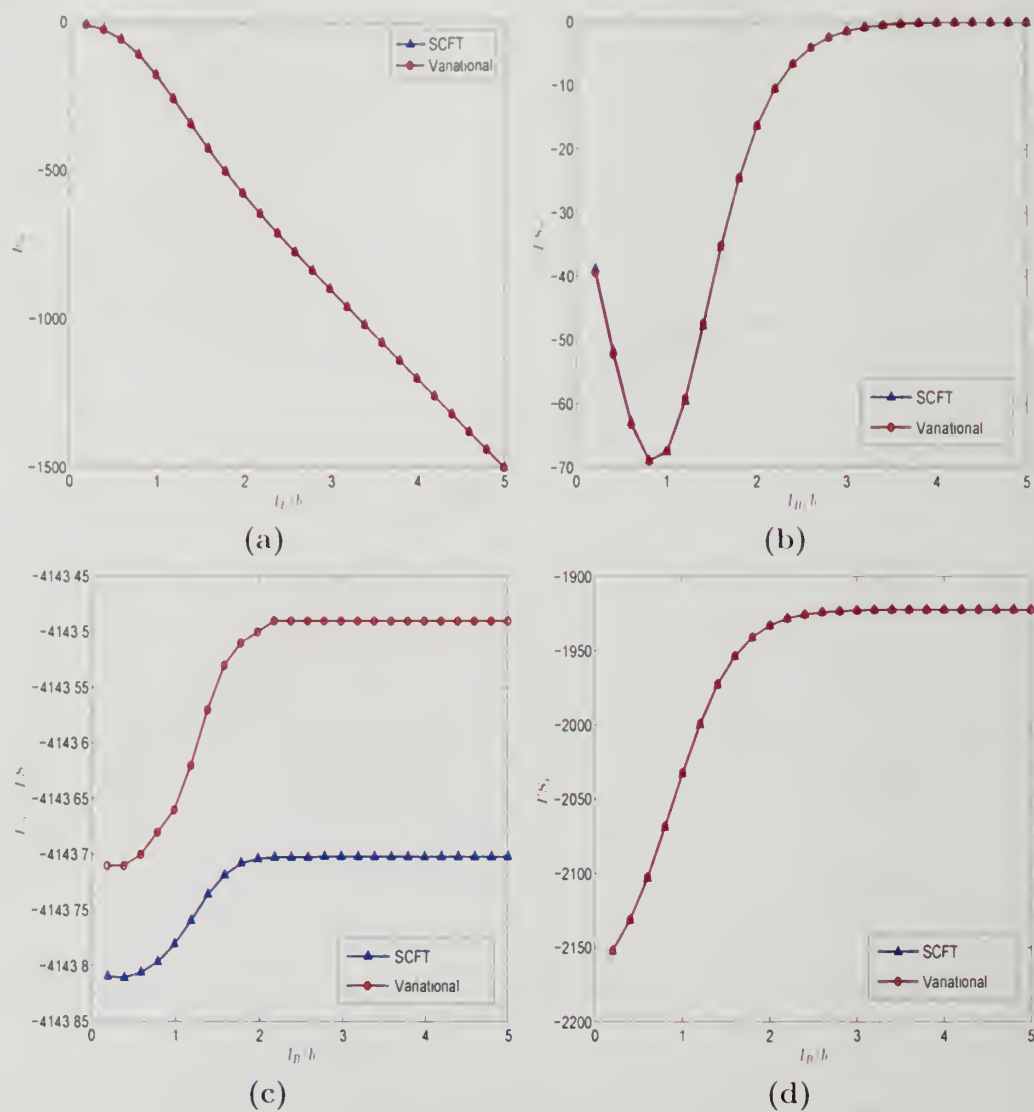 0
-500
-1000
-1500
0 1 2 3 4 5
SCFT
Vanational
(a)
0
-10
-20
-30
-40
-50
-60
-70
0 1 2 3 4 5
SCFT
Vanational
(b)
-4143 45
-4143 5
-4143 55
-4143 6
-4143 65
-4143 7
-4143 75
-4143 8
-4143 85
0 1 2 3 4 5
SCFT
Vanational
(c)
-1900
-1950
-2000
-2050
-2100
-2150
-2200
0 1 2 3 4 5
SCFT
Vanational
(d)